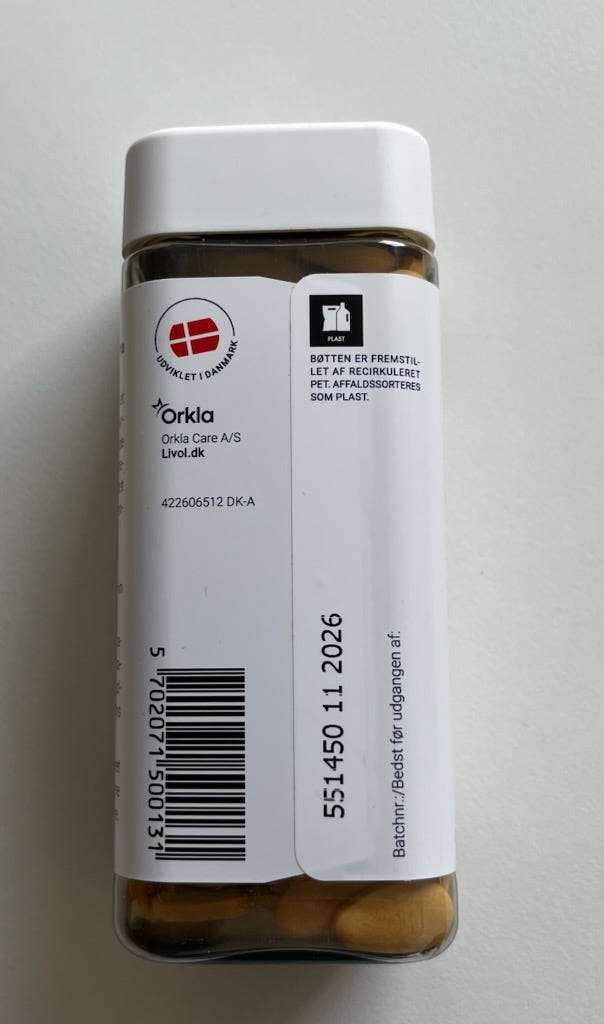 UDVIKLET I DANMARK
Orkla
Orkla Care A/S
Livol.dk
422606512 DK-A
5 702071 500131
PLAST
BØTTEN ER FREMSTIL-
LET AF RECIRKULERET
PET. AFFALDSSORTERES
SOM PLAST.
551450 11 2026
Batchnr.:/Bedst før udgangen af: